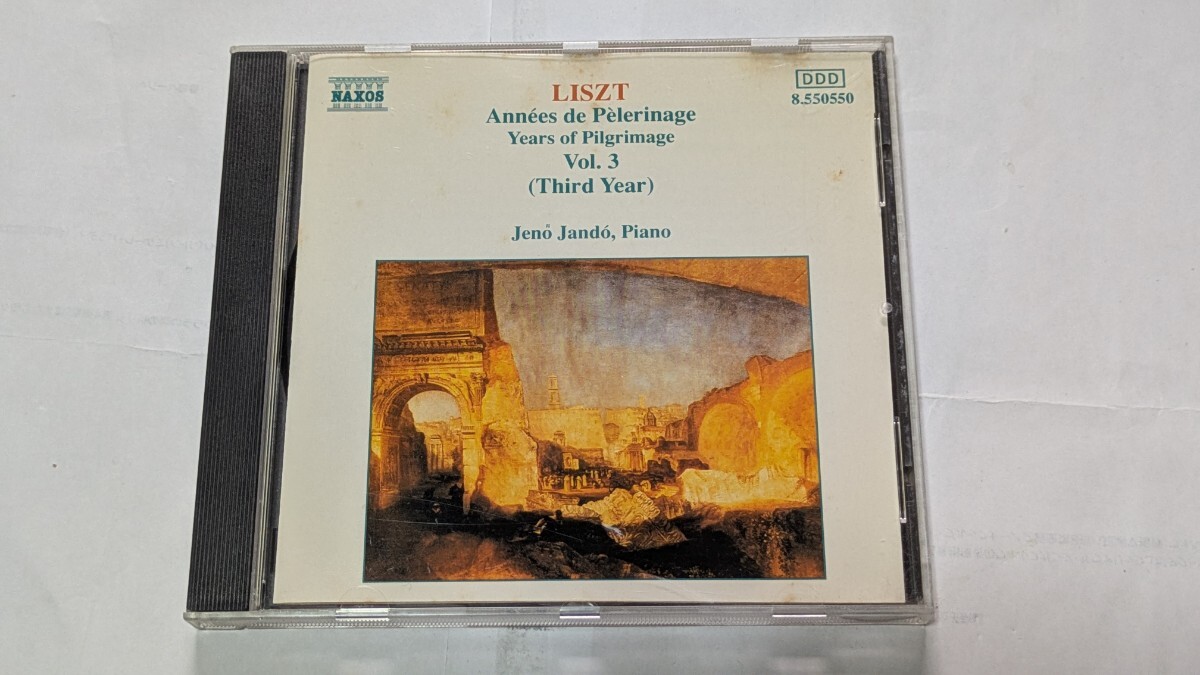 NAXOS
DDD
8.550550
LISZT
Années de Pèlerinage
Years of Pilgrimage
Vol. 3
(Third Year)
Jenő Jandó, Piano